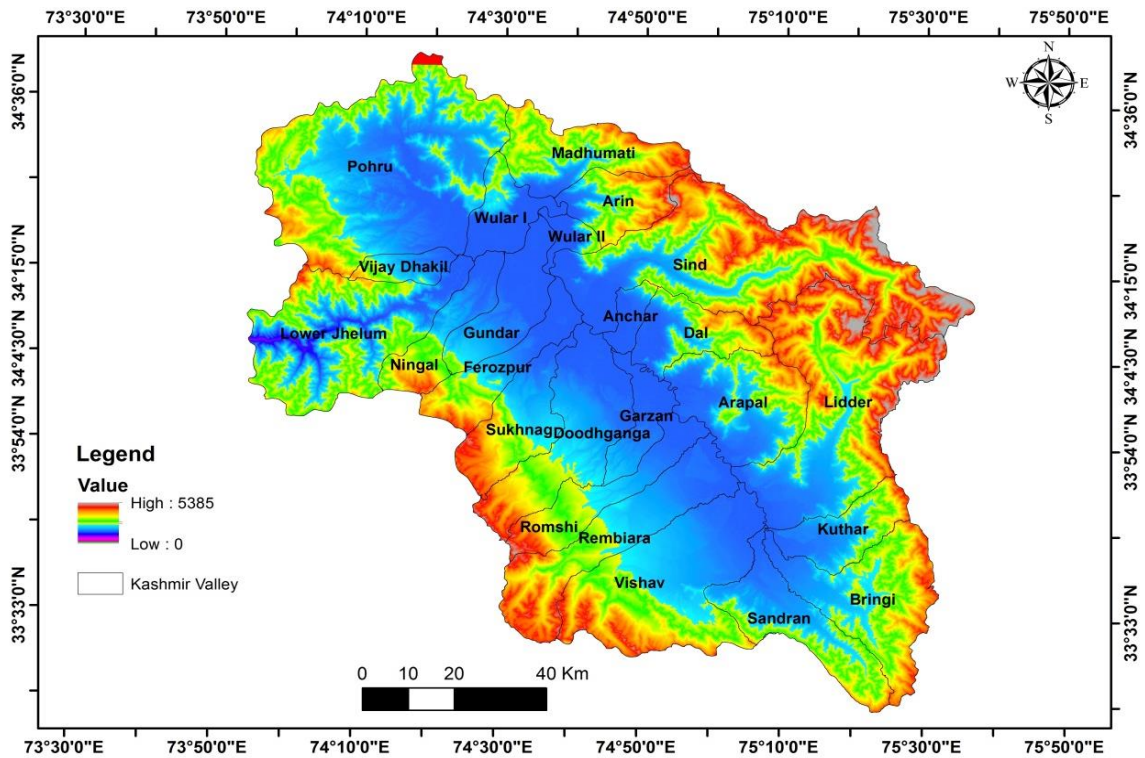 73°30'0"E 73°50'0"E 74°10'0"E 74°30'0"E 74°50'0"E 75°10'0"E 75°30'0"E 75°50'0"E
N
W E
S
34°36'0"N
34°15'0"N
34°4'30"N
33°54'0"N
33°33'0"N
34°36'0"N
34°15'0"N
34°4'30"N
33°54'0"N
33°33'0"N
Madhumati
Pohru
Arin
Wular I
Wular II
Vijay Dhakil
Sind
Anchar
Lower Jhelum
Gundar
Dal
Ningal
Ferozpur
Arapal
Lidder
Garzan
Sukhnag
Doodhganga
Romshi
Rembiara
Kuthar
Vishav
Bringi
Sandran
Legend
Value
High : 5385
Low : 0
Kashmir Valley
0 10 20 40 Km
73°30'0"E 73°50'0"E 74°10'0"E 74°30'0"E 74°50'0"E 75°10'0"E 75°30'0"E 75°50'0"E